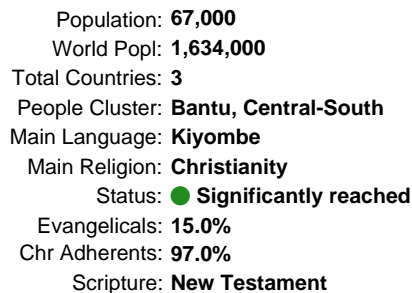 Population: 67,000
World Popl: 1,634,000
Total Countries: 3
People Cluster: Bantu, Central-South
Main Language: Kiyombe
Main Religion: Christianity
Status: Significantly reached
Evangelicals: 15.0%
Chr Adherents: 97.0%
Scripture: New Testament